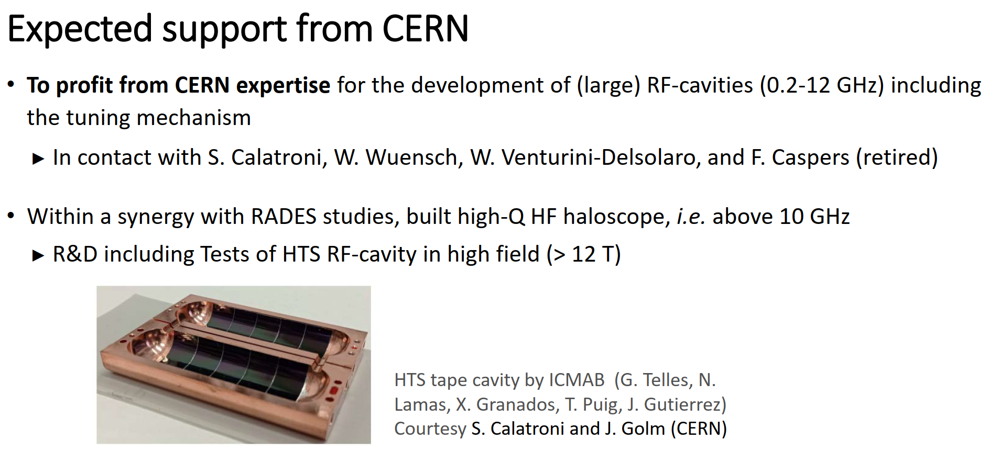 Expected support from CERN
• To profit from CERN expertise for the development of (large) RF-cavities (0.2-12 GHz) including
the tuning mechanism
► In contact with S. Calatroni, W. Wuensch, W. Venturini-Delsolaro, and F. Caspers (retired)
• Within a synergy with RADES studies, built high-Q HF haloscope, i.e. above 10 GHz
► R&D including Tests of HTS RF-cavity in high field (> 12 T)
HTS tape cavity by ICMAB (G. Telles, N.
Lamas, X. Granados, T. Puig, J. Gutierrez)
Courtesy S. Calatroni and J. Golm (CERN)